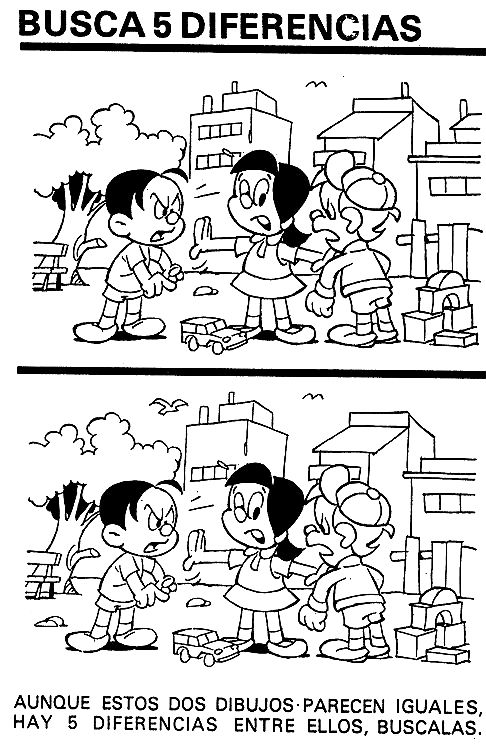 BUSCA 5 DIFERENCIAS
AUNQUE ESTOS DOS DIBUJOS·PARECEN IGUALES,
HAY 5 DIFERENCIAS ENTRE ELLOS, BUSCALAS.